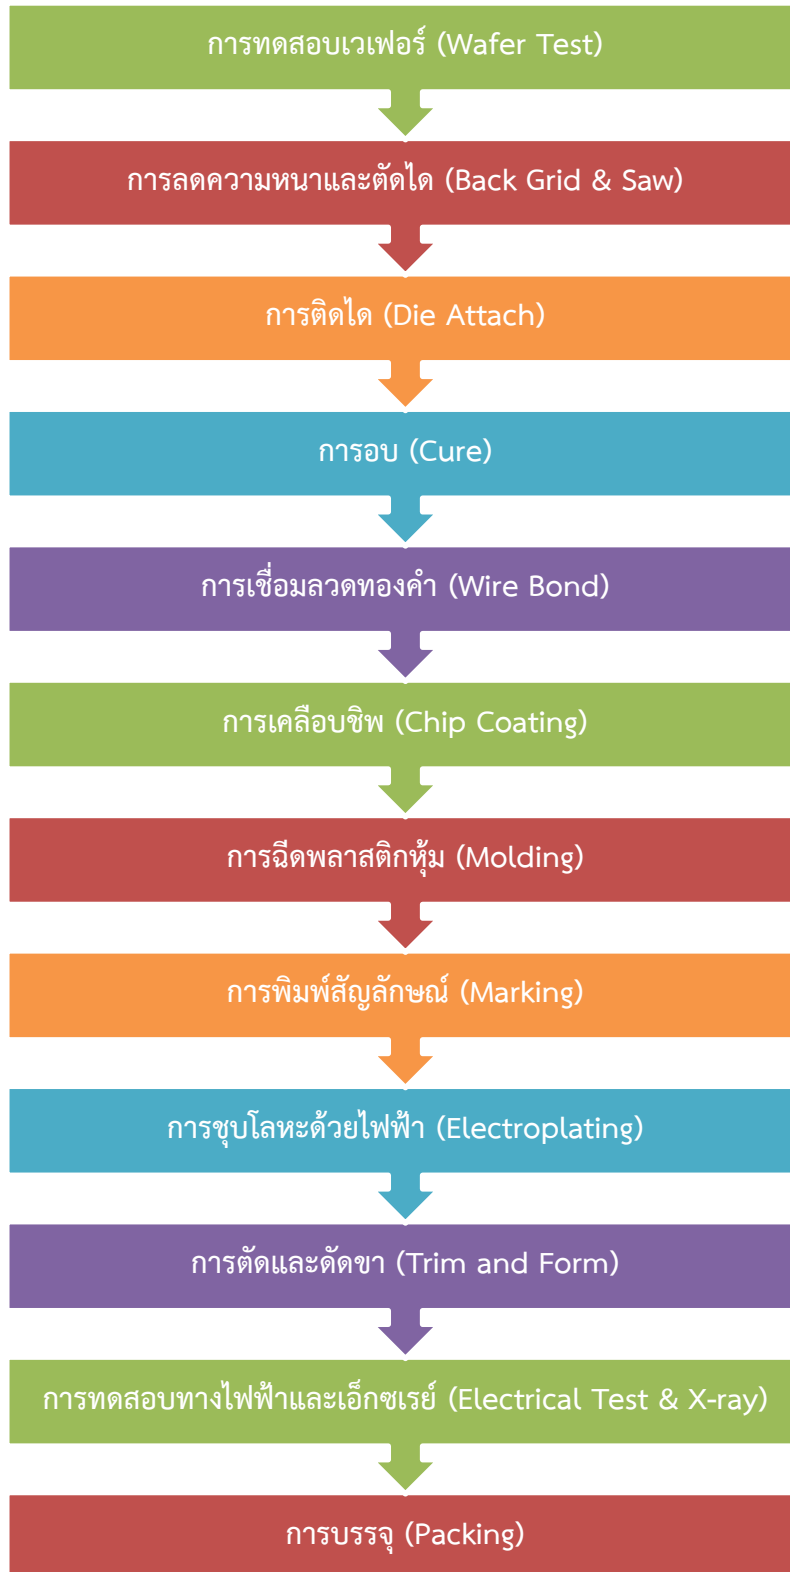 การทดสอบเวเฟอร์ (Wafer Test)
การลดความหนาและตัดได (Back Grid & Saw)
การติดได (Die Attach)
การอบ (Cure)
การเชื่อมลวดทองคำ (Wire Bond)
การเคลือบชิพ (Chip Coating)
การฉีดพลาสติกหุ้ม (Molding)
การพิมพ์สัญลักษณ์ (Marking)
การชุบโลหะด้วยไฟฟ้า (Electroplating)
การตัดและดัดขา (Trim and Form)
การทดสอบทางไฟฟ้าและเอ็กซเรย์ (Electrical Test & X-ray)
การบรรจุ (Packing)